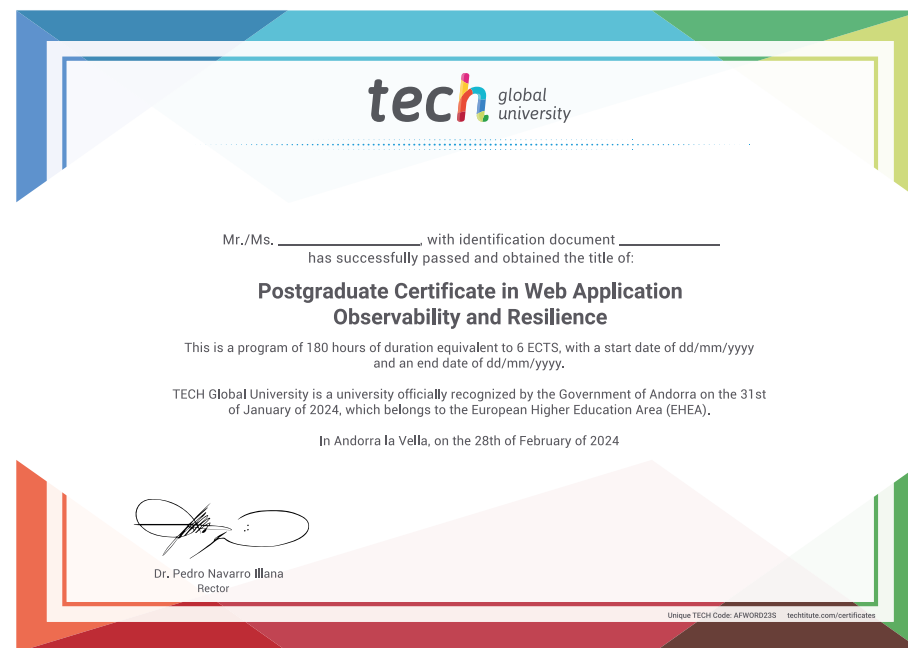 tech global
university
Mr./Ms. ____________________, with identification document ______________
has successfully passed and obtained the title of:
Postgraduate Certificate in Web Application
Observability and Resilience
This is a program of 180 hours of duration equivalent to 6 ECTS, with a start date of dd/mm/yyyy
and an end date of dd/mm/yyyy.
TECH Global University is a university officially recognized by the Government of Andorra on the 31st
of January of 2024, which belongs to the European Higher Education Area (EHEA).
In Andorra la Vella, on the 28th of February of 2024
Dr. Pedro Navarro Illana
Rector
Unique TECH Code: AFWORD23S techtitute.com/certificates